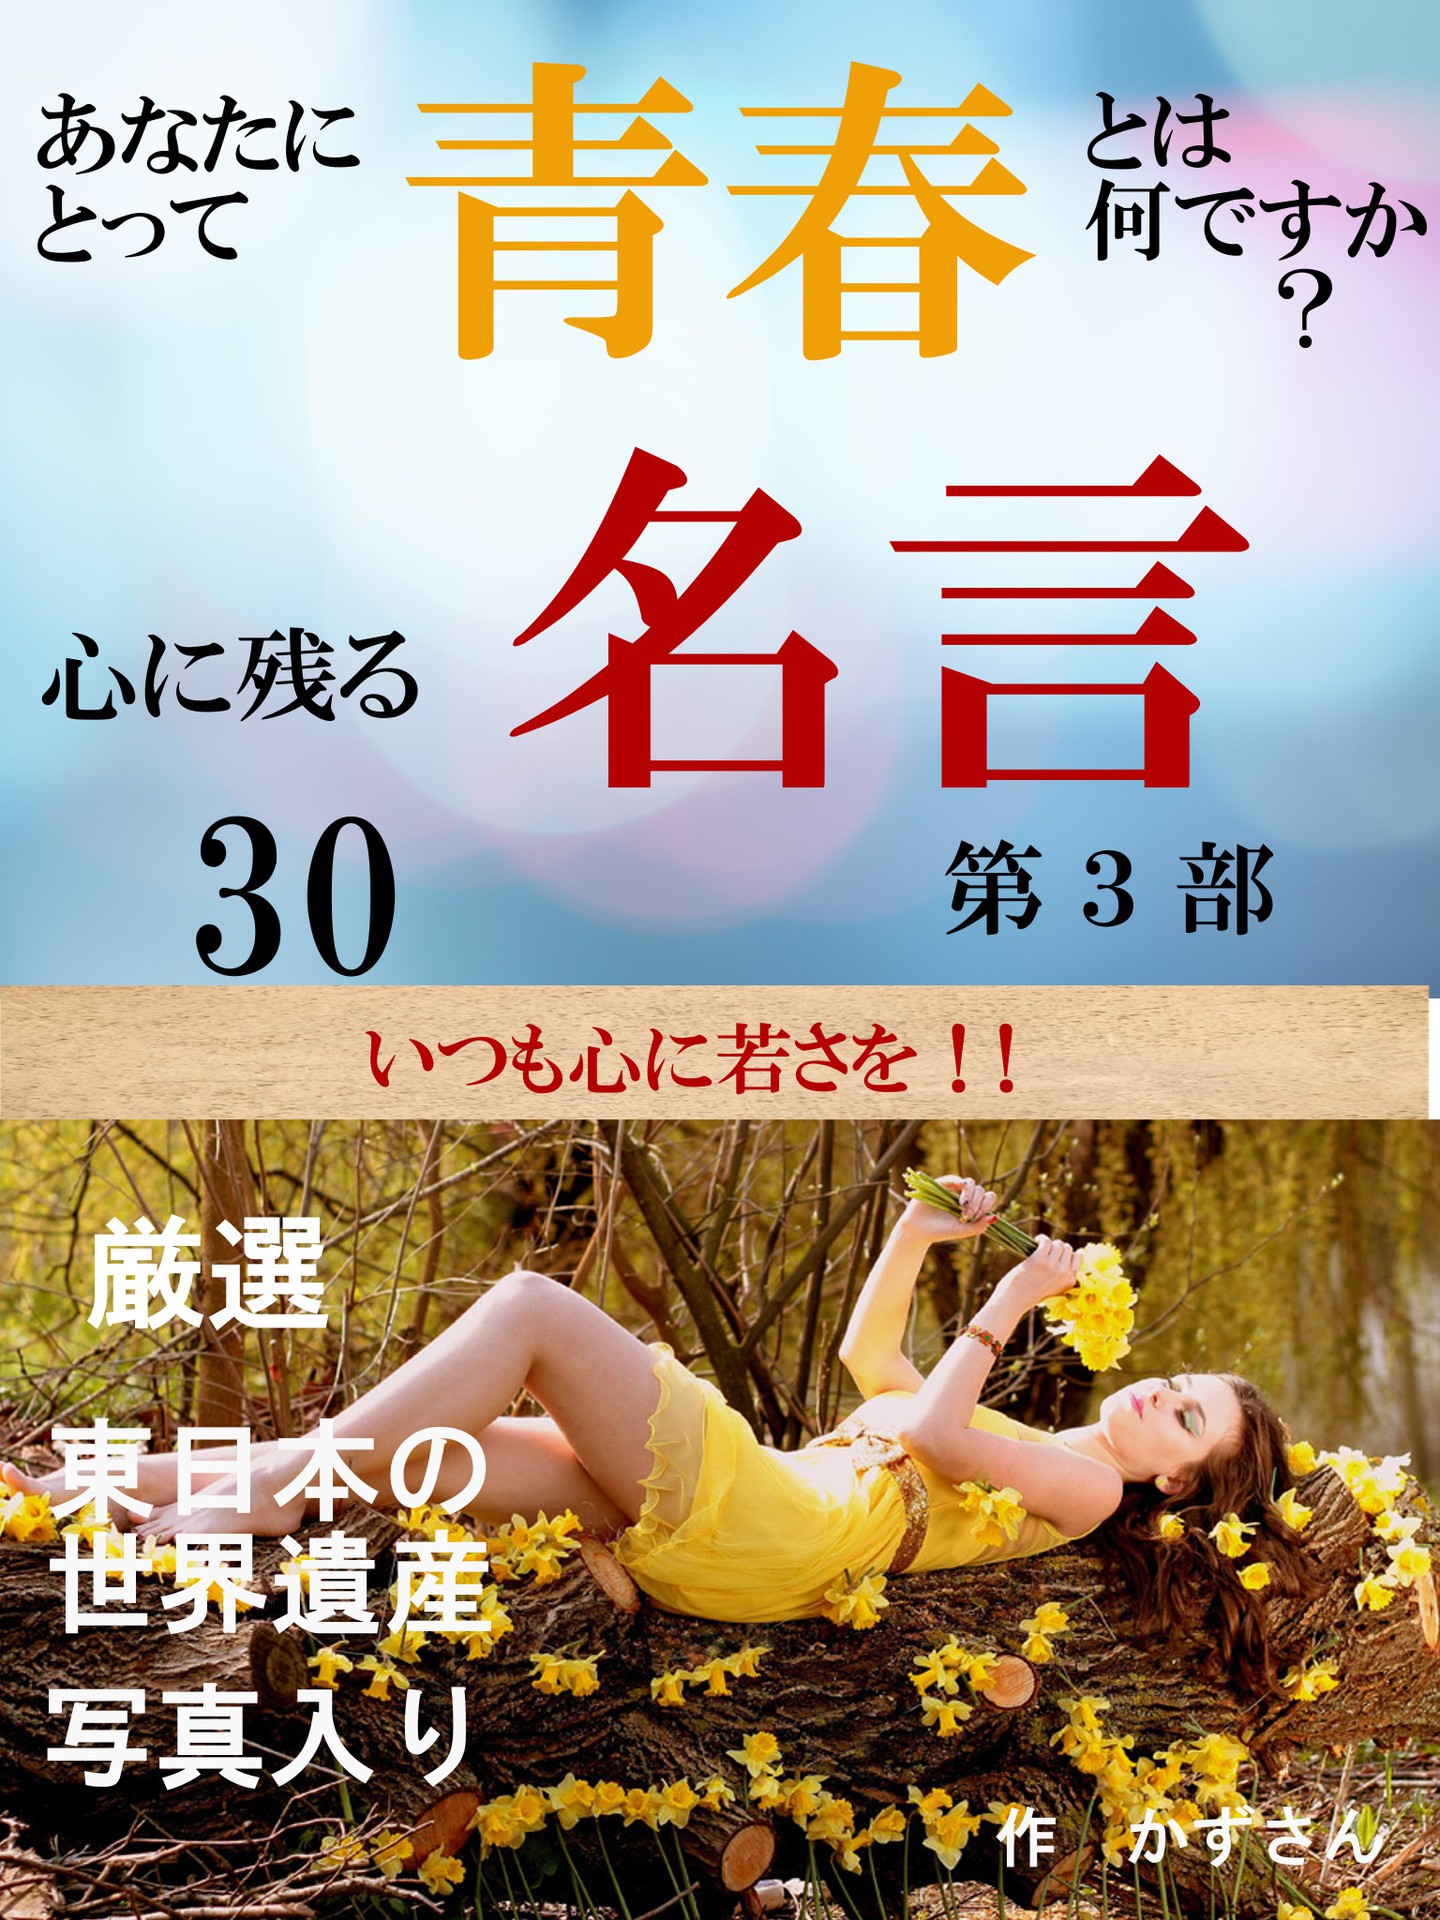 あなたに
とって
青春
とは
何ですか
？
心に残る
名言
30
第3部
いつも心に若さを！！
厳選
東日本の
世界遺産
写真入り
作　かずさん